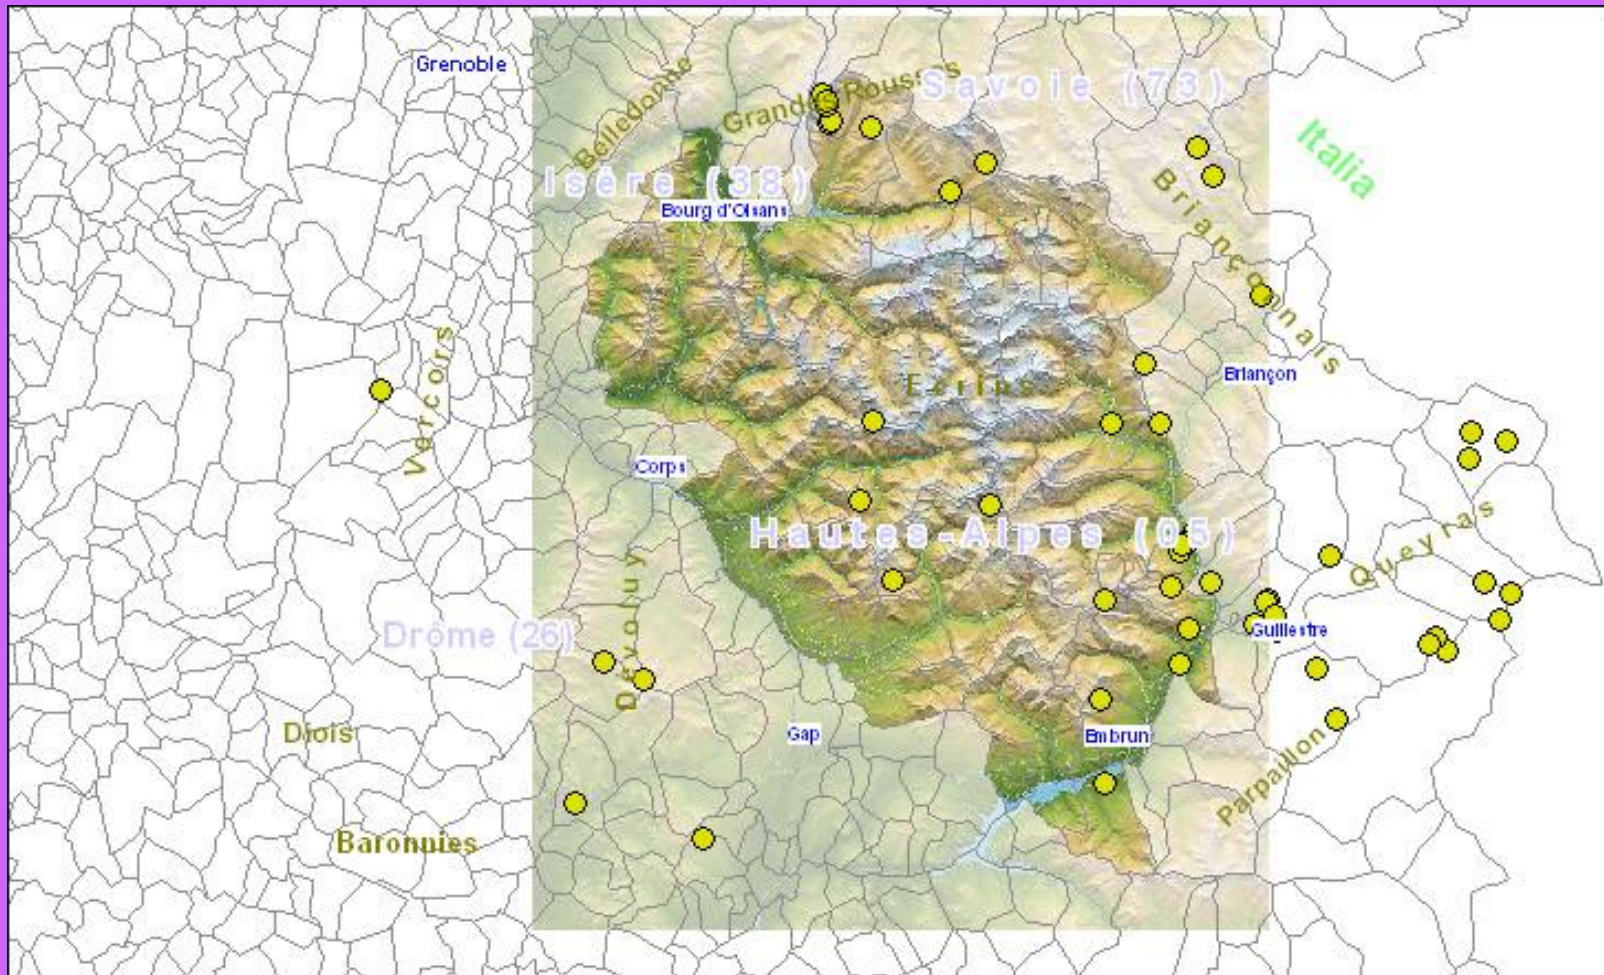 Grenoble
Belledonne
Grandes Rousses
Savoie (73)
Italia
Isère (38)
Bourg d'Oisans
Briançonnais
Vercors
Ecrins
Briançon
Corps
Hautes-Alpes (05)
Queyras
Dévoluy
Drôme (26)
Guillestre
Diois
Gap
Embrun
Parpaillon
Baronnies